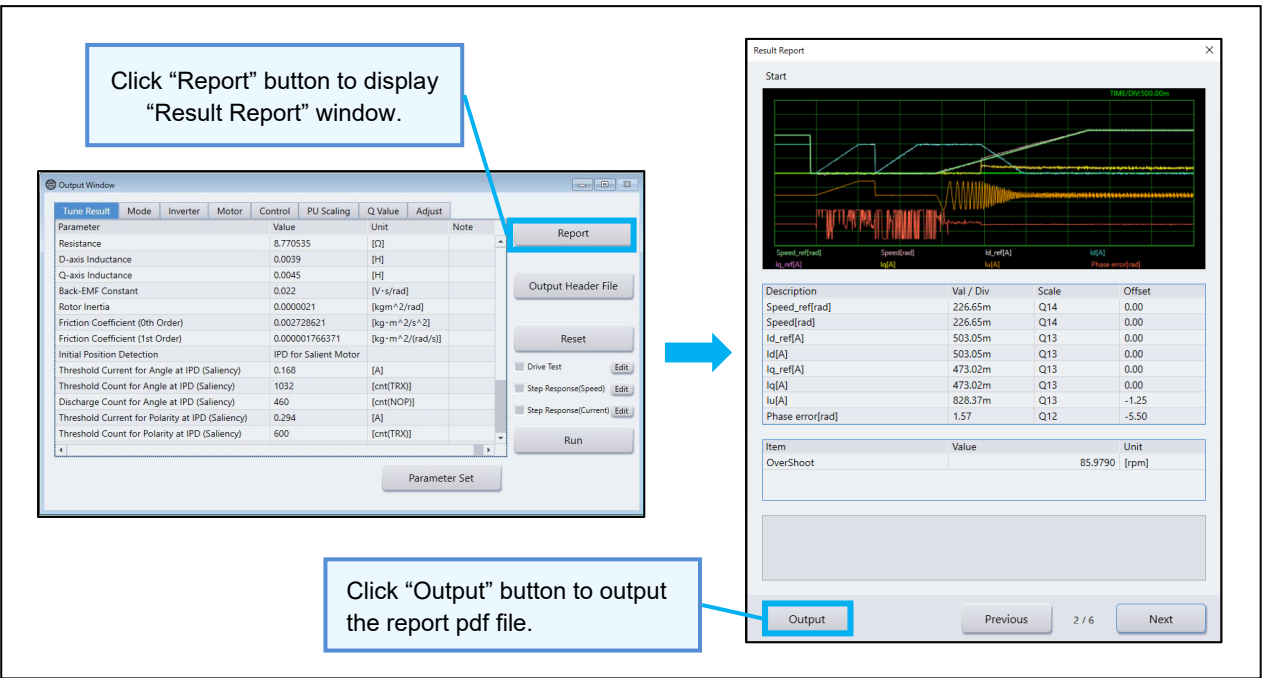 Click “Report” button to display
“Result Report” window.
Output Window
Tune Result Mode Inverter Motor Control PU Scaling Q Value Adjust
Parameter Value Unit Note
Resistance 8.770535 [Ω]
D-axis Inductance 0.0039 [H]
Q-axis Inductance 0.0045 [H]
Back-EMF Constant 0.022 [V･s/rad]
Rotor Inertia 0.0000021 [kgm^2/rad]
Friction Coefficient (0th Order) 0.002728621 [kg･m^2/s^2]
Friction Coefficient (1st Order) 0.000001766371 [kg･m^2/(rad/s)]
Initial Position Detection IPD for Salient Motor
Threshold Current for Angle at IPD (Saliency) 0.168 [A]
Threshold Count for Angle at IPD (Saliency) 1032 [cnt(TRX)]
Discharge Count for Angle at IPD (Saliency) 460 [cnt(NOP)]
Threshold Current for Polarity at IPD (Saliency) 0.294 [A]
Threshold Count for Polarity at IPD (Saliency) 600 [cnt(TRX)]
Report
Output Header File
Reset
Drive Test Edit
Step Response(Speed) Edit
Step Response(Current) Edit
Run
Parameter Set
Result Report
Start
TIME/DIV:500.00m
Speed_ref[rad] Speed[rad] Id_ref[A] Id[A]
Iq_ref[A] Iq[A] Iu[A] Phase error[rad]
Description Val / Div Scale Offset
Speed_ref[rad] 226.65m Q14 0.00
Speed[rad] 226.65m Q14 0.00
Id_ref[A] 503.05m Q13 0.00
Id[A] 503.05m Q13 0.00
Iq_ref[A] 473.02m Q13 0.00
Iq[A] 473.02m Q13 0.00
Iu[A] 828.37m Q13 -1.25
Phase error[rad] 1.57 Q12 -5.50
Item Value Unit
OverShoot 85.9790 [rpm]
Output Previous 2 / 6 Next
Click “Output” button to output
the report pdf file.